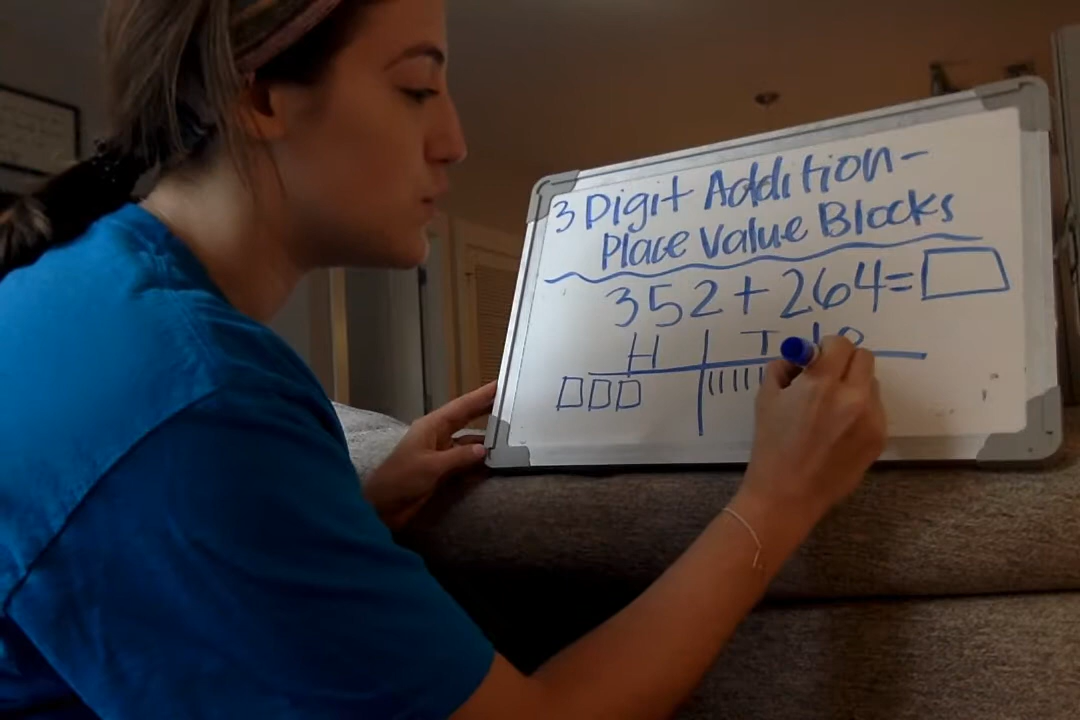 3 Digit Addition-
Place Value Blocks
352+264=
H T O